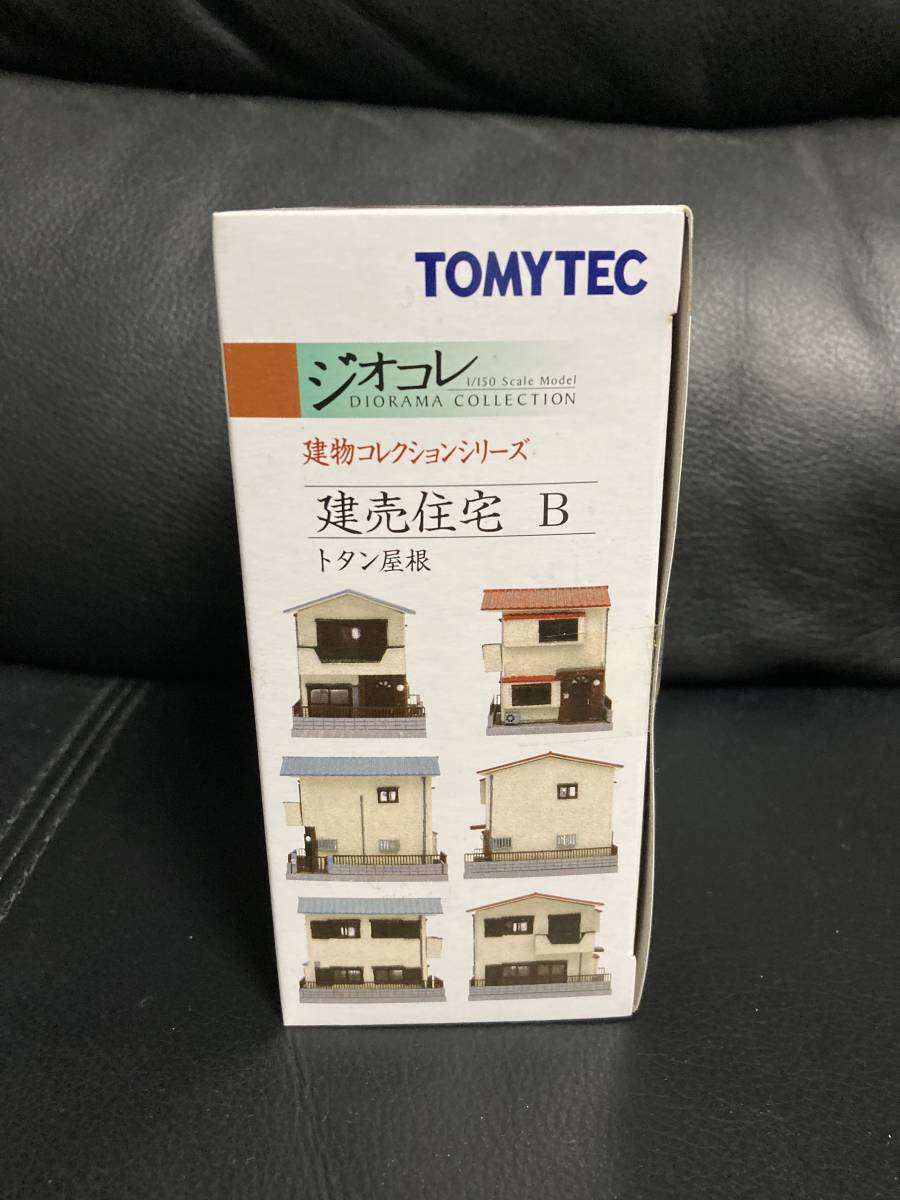 TOMYTEC
ジオコレ
1/150 Scale Model
DIORAMA COLLECTION
建物コレクションシリーズ
建売住宅 B
トタン屋根